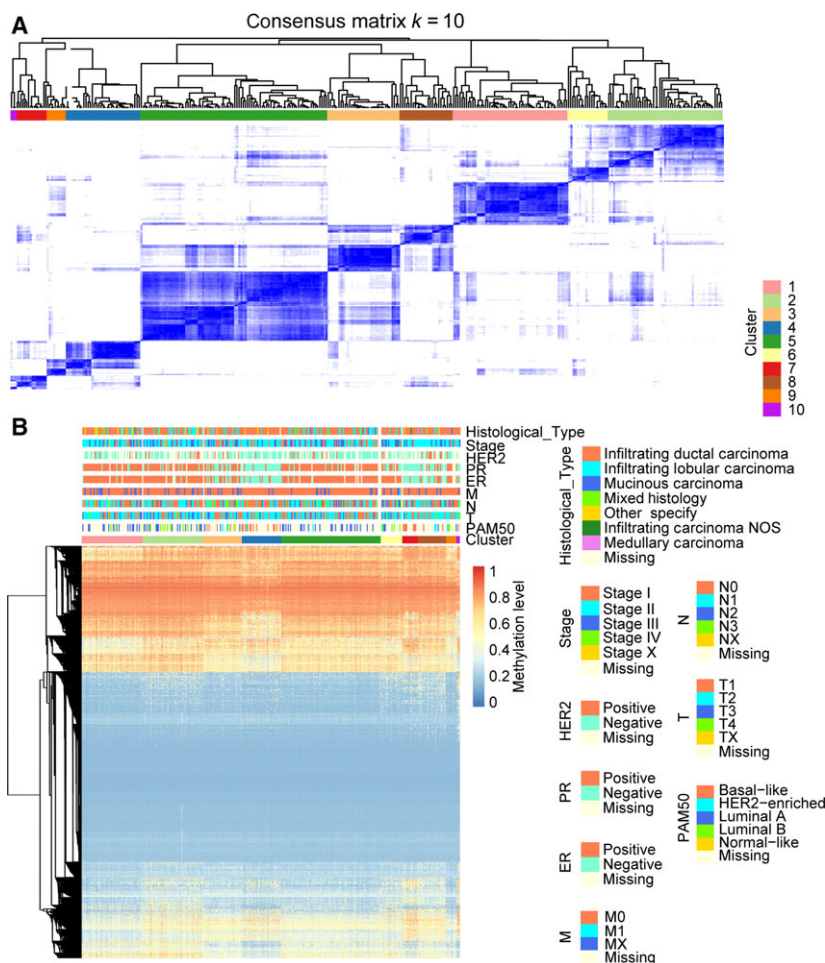 A
Consensus matrix k = 10
Cluster
1
2
3
4
5
6
7
8
9
10
B
Histological_Type
Stage
HER2
PR
ER
M
N
T
PAM50
Cluster
Methylation level
1
0.8
0.6
0.4
0.2
0
Histological_Type
Infiltrating ductal carcinoma
Infiltrating lobular carcinoma
Mucinous carcinoma
Mixed histology
Other specify
Infiltrating carcinoma NOS
Medullary carcinoma
Missing
Stage
Stage I
Stage II
Stage III
Stage IV
Stage X
Missing
HER2
Positive
Negative
Missing
PR
Positive
Negative
Missing
ER
Positive
Negative
Missing
M
M0
M1
MX
Missing
N
N0
N1
N2
N3
NX
Missing
T
T1
T2
T3
T4
TX
Missing
PAM50
Basal-like
HER2-enriched
Luminal A
Luminal B
Normal-like
Missing